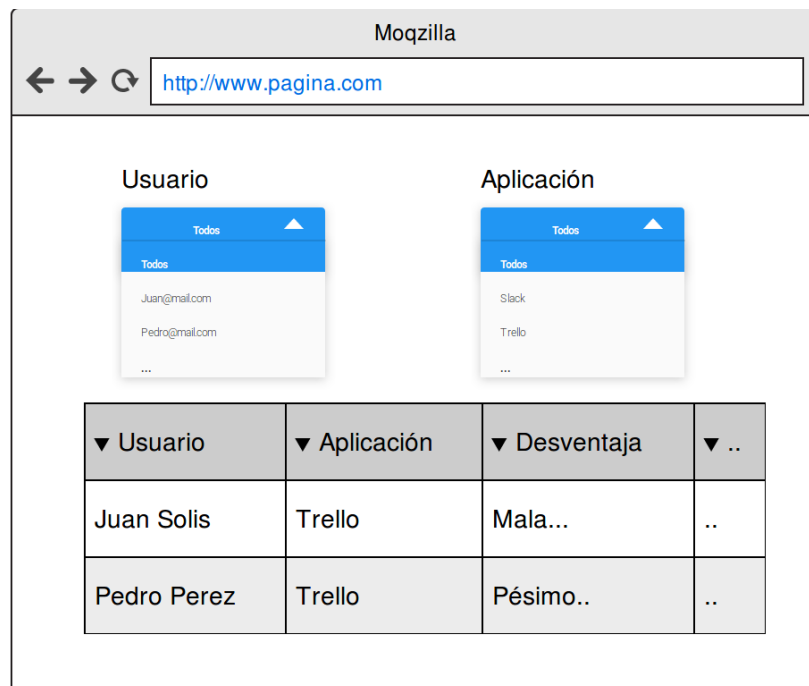 Moqzilla
http://www.pagina.com
Usuario
Todos
Todos
Juan@mail.com
Pedro@mail.com
...
Aplicación
Todos
Todos
Slack
Trello
...
Usuario Aplicación Desventaja ..
Juan Solis Trello Mala... ..
Pedro Perez Trello Pésimo.. ..